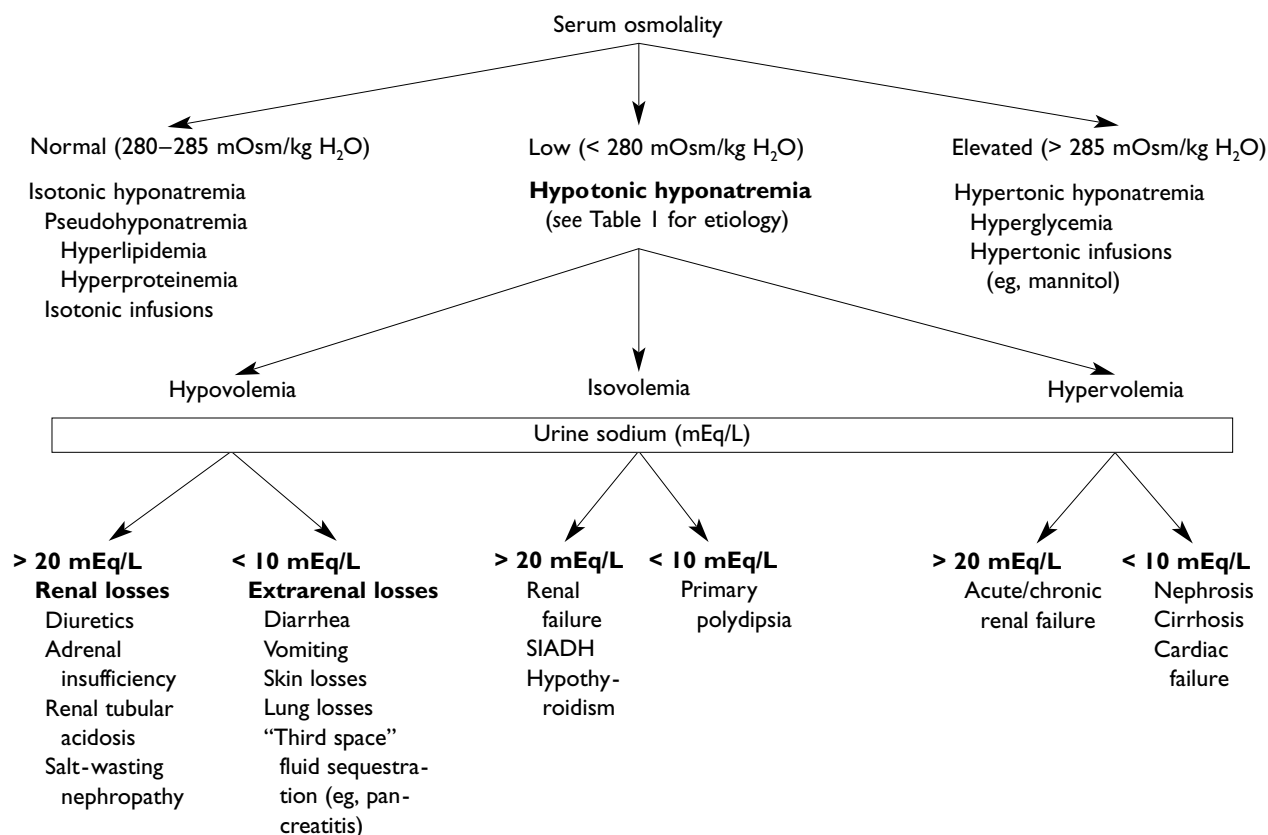 Serum osmolality
Normal (280–285 mOsm/kg H₂O)
Isotonic hyponatremia
Pseudohyponatremia
Hyperlipidemia
Hyperproteinemia
Isotonic infusions
Low (< 280 mOsm/kg H₂O)
Hypotonic hyponatremia
(see Table 1 for etiology)
Elevated (> 285 mOsm/kg H₂O)
Hypertonic hyponatremia
Hyperglycemia
Hypertonic infusions
(eg, mannitol)
Hypovolemia
Isovolemia
Hypervolemia
Urine sodium (mEq/L)
> 20 mEq/L
Renal losses
Diuretics
Adrenal
insufficiency
Renal tubular
acidosis
Salt-wasting
nephropathy
< 10 mEq/L
Extrarenal losses
Diarrhea
Vomiting
Skin losses
Lung losses
“Third space”
fluid sequestra-
tion (eg, pan-
creatitis)
> 20 mEq/L
Renal
failure
SIADH
Hypothy-
roidism
< 10 mEq/L
Primary
polydipsia
> 20 mEq/L
Acute/chronic
renal failure
< 10 mEq/L
Nephrosis
Cirrhosis
Cardiac
failure